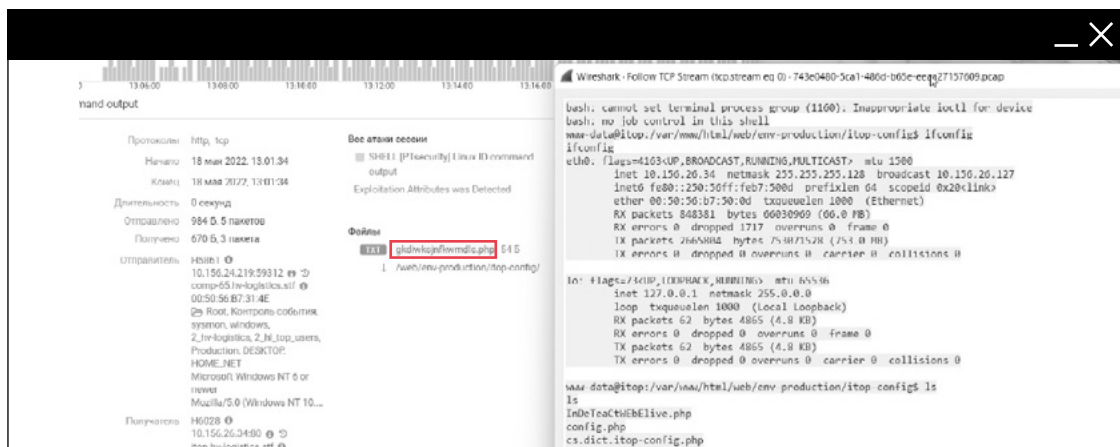 13:06:00 13:08:00 13:10:00 13:12:00 13:14:00 13:16:00
mand output
Протоколы http, tcp
Начато 18 мая 2022, 13:01:34
Конец 18 мая 2022, 13:01:34
Длительность 0 секунд
Отправлено 984 Б, 5 пакетов
Получено 670 Б, 3 пакета
Отправитель H5861
10.156.24.219:59312
comp-65.hv-logistics.stf
00:50:56:B7:31:4E
Root, Контроль события,
sysmon, windows,
2_hv-logistics, 2_hl_top_users,
Production, DESKTOP,
HOME_NET
Microsoft Windows NT 6 or
newer
Mozilla/5.0 (Windows NT 10....
Получатель H6028
10.156.26.34:80
Все атаки сессии
SHELL [PTsecurity] Linux ID command
output
Exploitation Attributes was Detected
Файлы
TXT 64 Б
/web/env-production/itop-config/
Wireshark · Follow TCP Stream (tcp.stream eq 0) ·
bash: cannot set terminal process group (1160): Inappropriate ioctl for device
bash: no job control in this shell
www-data@itop:/var/www/html/web/env-production/itop-config$ ifconfig
ifconfig
eth0: flags=4163<UP,BROADCAST,RUNNING,MULTICAST> mtu 1500
inet 10.156.26.34 netmask 255.255.255.128 broadcast 10.156.26.127
inet6 fe80::250:56ff:feb7:500d prefixlen 64 scopeid 0x20<link>
ether 00:50:56:b7:50:0d txqueuelen 1000 (Ethernet)
RX packets 848381 bytes 66030969 (66.0 MB)
RX errors 0 dropped 1717 overruns 0 frame 0
TX packets 2665804 bytes 753071528 (753.0 MB)
TX errors 0 dropped 0 overruns 0 carrier 0 collisions 0
lo: flags=73<UP,LOOPBACK,RUNNING> mtu 65536
inet 127.0.0.1 netmask 255.0.0.0
loop txqueuelen 1000 (Local Loopback)
RX packets 62 bytes 4865 (4.8 KB)
RX errors 0 dropped 0 overruns 0 frame 0
TX packets 62 bytes 4865 (4.8 KB)
TX errors 0 dropped 0 overruns 0 carrier 0 collisions 0
www-data@itop:/var/www/html/web/env-production/itop-config$ ls
ls
InDeTeaCtWEbElive.php
config.php
cs.dict.itop-config.php